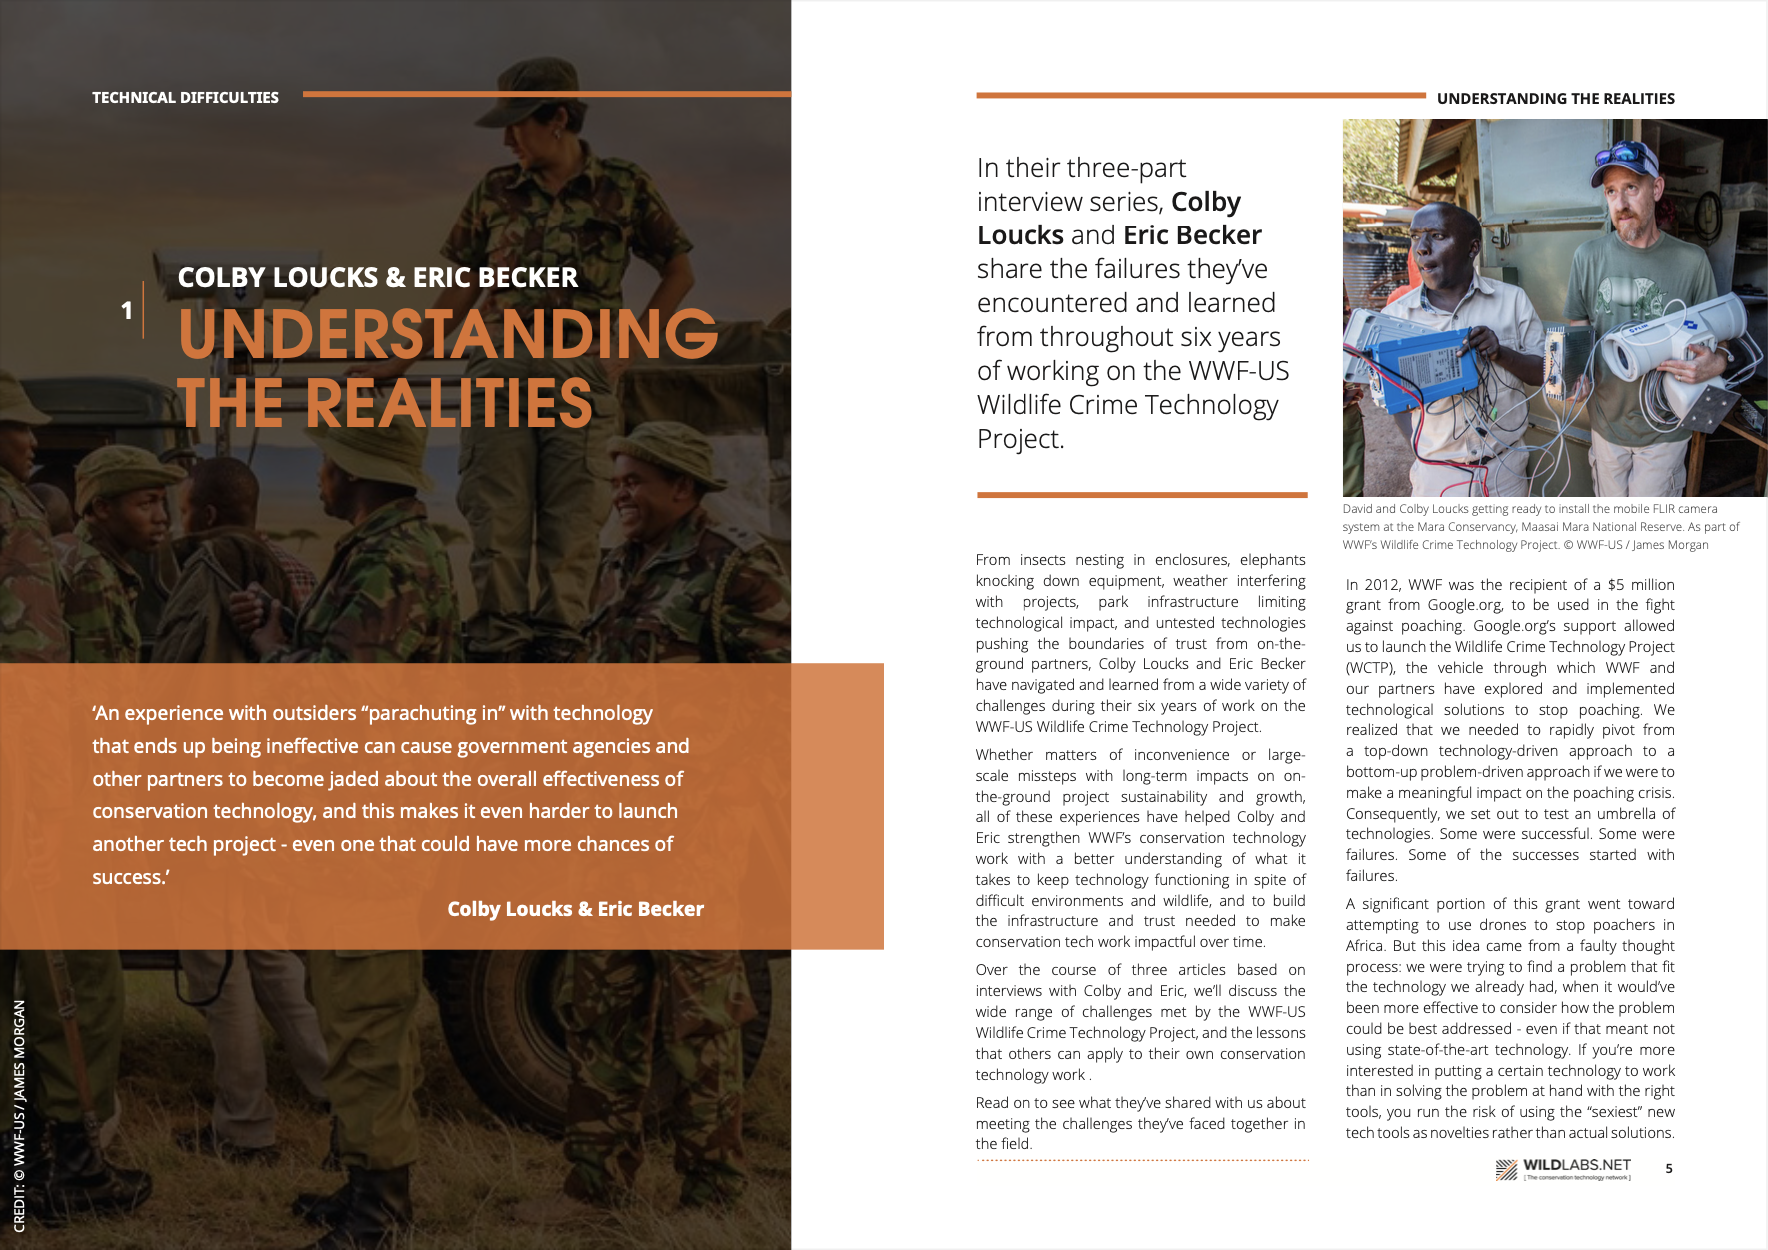 TECHNICAL DIFFICULTIES
1
COLBY LOUCKS & ERIC BECKER
UNDERSTANDING
THE REALITIES
‘An experience with outsiders “parachuting in” with technology
that ends up being ineffective can cause government agencies and
other partners to become jaded about the overall effectiveness of
conservation technology, and this makes it even harder to launch
another tech project - even one that could have more chances of
success.’
Colby Loucks & Eric Becker
CREDIT: © WWF-US / JAMES MORGAN
UNDERSTANDING THE REALITIES
In their three-part
interview series, Colby
Loucks and Eric Becker
share the failures they’ve
encountered and learned
from throughout six years
of working on the WWF-US
Wildlife Crime Technology
Project.
From insects nesting in enclosures, elephants
knocking down equipment, weather interfering
with projects, park infrastructure limiting
technological impact, and untested technologies
pushing the boundaries of trust from on-the-
ground partners, Colby Loucks and Eric Becker
have navigated and learned from a wide variety of
challenges during their six years of work on the
WWF-US Wildlife Crime Technology Project.
Whether matters of inconvenience or large-
scale missteps with long-term impacts on on-
the-ground project sustainability and growth,
all of these experiences have helped Colby and
Eric strengthen WWF’s conservation technology
work with a better understanding of what it
takes to keep technology functioning in spite of
difficult environments and wildlife, and to build
the infrastructure and trust needed to make
conservation tech work impactful over time.
Over the course of three articles based on
interviews with Colby and Eric, we’ll discuss the
wide range of challenges met by the WWF-US
Wildlife Crime Technology Project, and the lessons
that others can apply to their own conservation
technology work .
Read on to see what they’ve shared with us about
meeting the challenges they’ve faced together in
the field.
FLIR
David and Colby Loucks getting ready to install the mobile FLIR camera
system at the Mara Conservancy, Maasai Mara National Reserve. As part of
WWF’s Wildlife Crime Technology Project. © WWF-US / James Morgan
In 2012, WWF was the recipient of a $5 million
grant from Google.org, to be used in the fight
against poaching. Google.org’s support allowed
us to launch the Wildlife Crime Technology Project
(WCTP), the vehicle through which WWF and
our partners have explored and implemented
technological solutions to stop poaching. We
realized that we needed to rapidly pivot from
a top-down technology-driven approach to a
bottom-up problem-driven approach if we were to
make a meaningful impact on the poaching crisis.
Consequently, we set out to test an umbrella of
technologies. Some were successful. Some were
failures. Some of the successes started with
failures.
A significant portion of this grant went toward
attempting to use drones to stop poachers in
Africa. But this idea came from a faulty thought
process: we were trying to find a problem that fit
the technology we already had, when it would’ve
been more effective to consider how the problem
could be best addressed - even if that meant not
using state-of-the-art technology. If you’re more
interested in putting a certain technology to work
than in solving the problem at hand with the right
tools, you run the risk of using the “sexiest” new
tech tools as novelties rather than actual solutions.
WILDLABS.NET
[ The conservation technology network ]
5